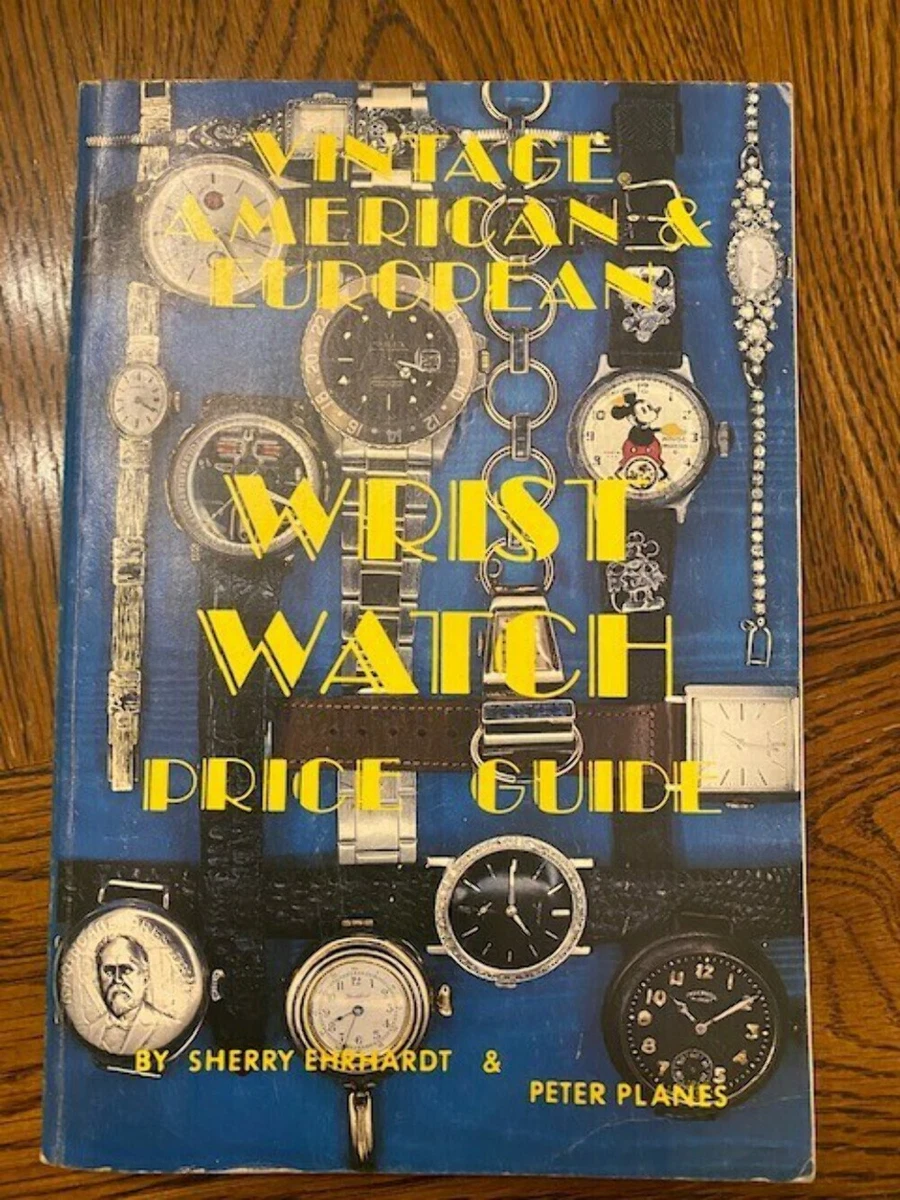 VINTAGE
AMERICAN &
EUROPEAN
WRIST
WATCH
PRICE GUIDE
BY SHERRY EHRHARDT &
PETER PLANES